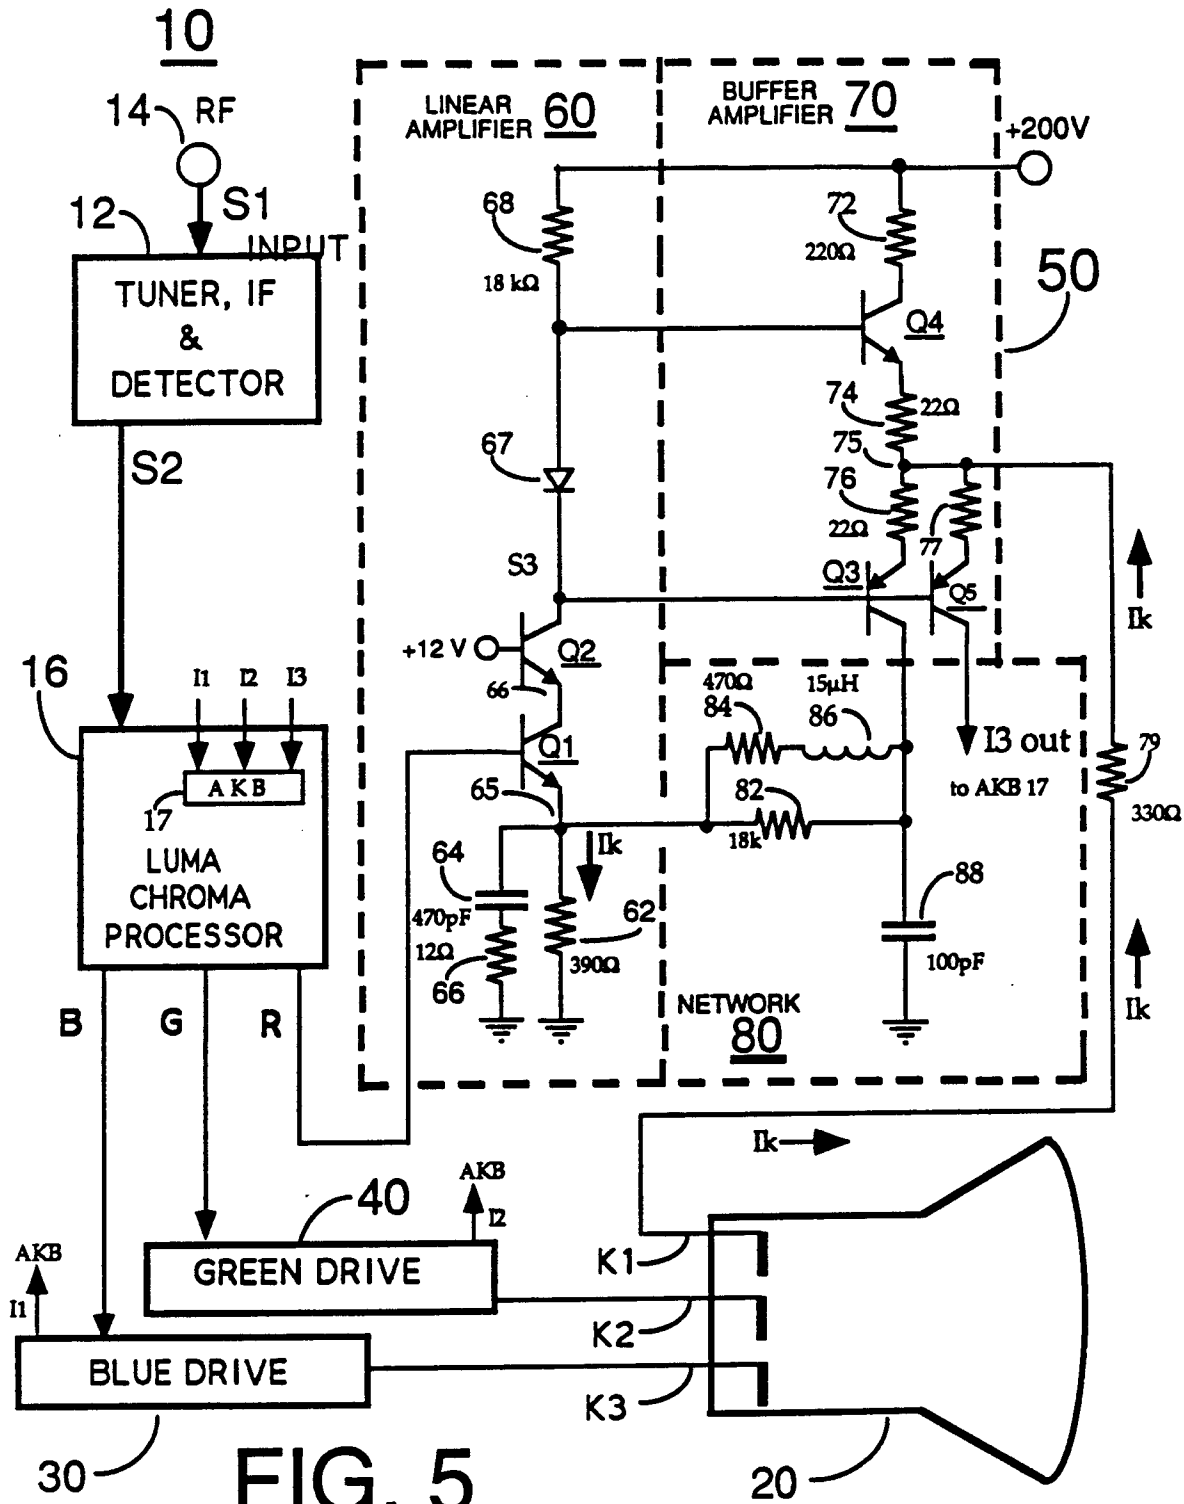 10
14 RF
S1
12
INPUT
TUNER, IF
&
DETECTOR
S2
LINEAR
AMPLIFIER 60
BUFFER
AMPLIFIER 70
+200V
68
18 kΩ
72
220Ω
50
Q4
74
22Ω
75
67
76
22Ω
77
S3
Q3
Q5
Ik
+12 V
Q2
66
Q1
65
16
I1
I2
I3
AKB
17
LUMA
CHROMA
PROCESSOR
470Ω
84
15μH
86
I3 out
to AKB 17
79
330Ω
82
18k
Ik
64
470pF
12Ω
66
62
390Ω
88
100pF
NETWORK
80
Ik
B
G
R
Ik
AKB
I2
40
GREEN DRIVE
AKB
I1
BLUE DRIVE
30
K1
K2
K3
20
FIG. 5